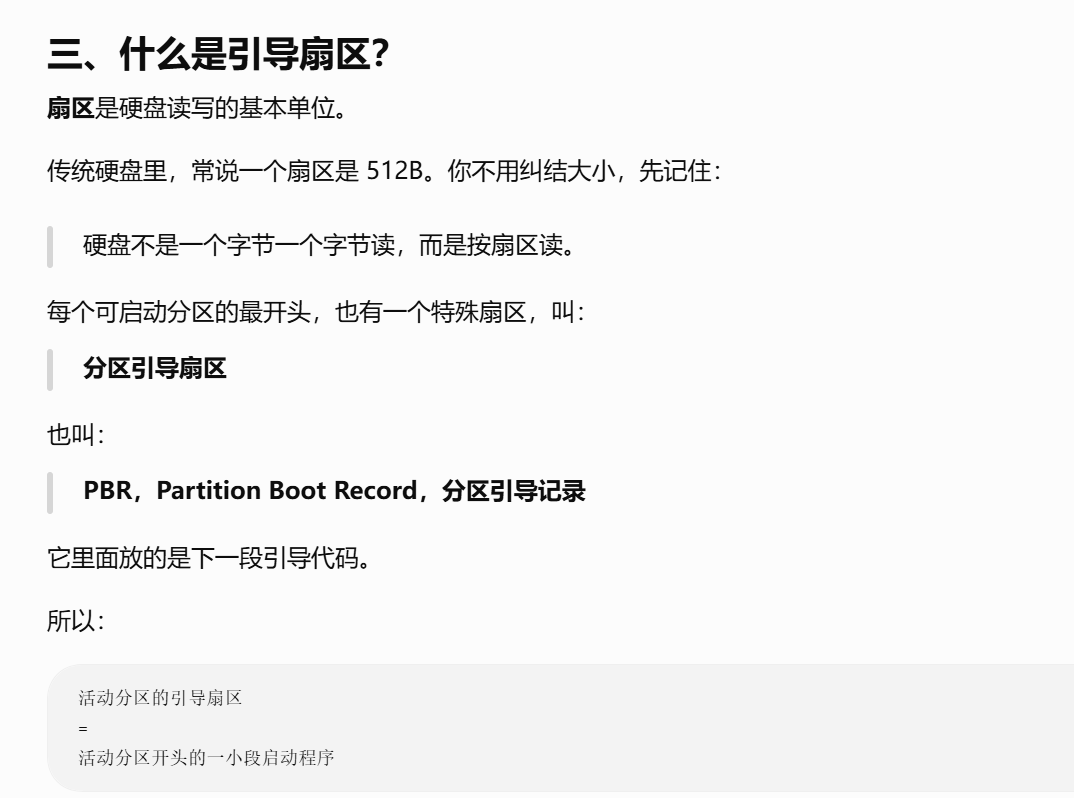 三、什么是引导扇区？
扇区是硬盘读写的基本单位。
传统硬盘里，常说一个扇区是 512B。你不用纠结大小，先记住：
硬盘不是一个字节一个字节读，而是按扇区读。
每个可启动分区的最开头，也有一个特殊扇区，叫：
分区引导扇区
也叫：
PBR，Partition Boot Record，分区引导记录
它里面放的是下一段引导代码。
所以：
活动分区的引导扇区
=
活动分区开头的一小段启动程序